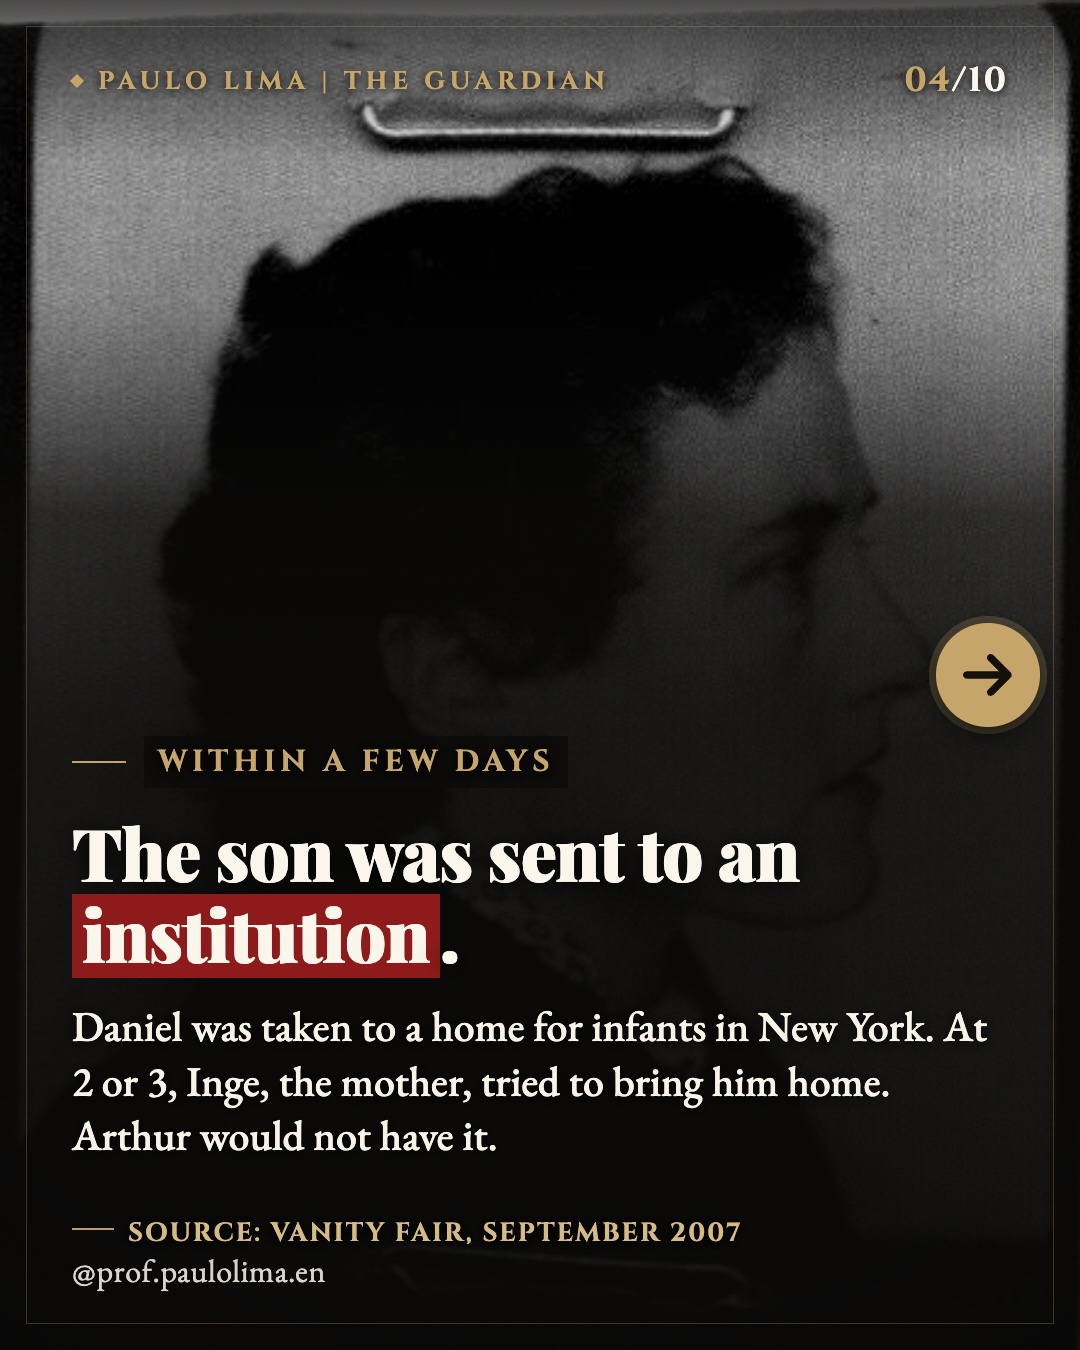 PAULO LIMA | THE GUARDIAN
04/10
WITHIN A FEW DAYS
The son was sent to an
institution.
Daniel was taken to a home for infants in New York. At
2 or 3, Inge, the mother, tried to bring him home.
Arthur would not have it.
SOURCE: VANITY FAIR, SEPTEMBER 2007
@prof.paulolima.en